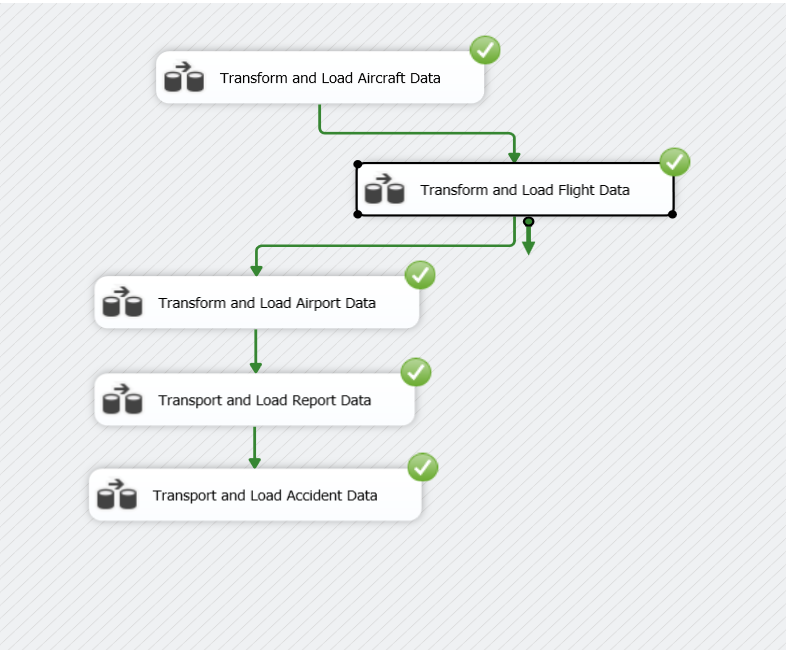 Transform and Load Aircraft Data
Transform and Load Flight Data
Transform and Load Airport Data
Transport and Load Report Data
Transport and Load Accident Data